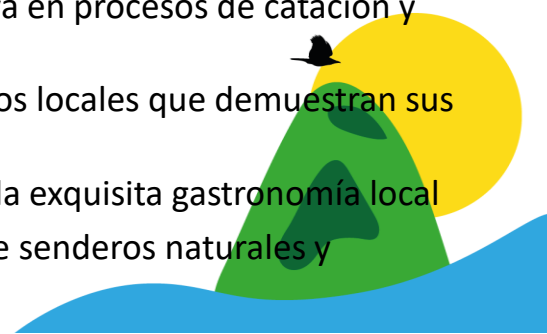 en procesos de catación y
os locales que demuestran sus
la exquisita gastronomía local
e senderos naturales y